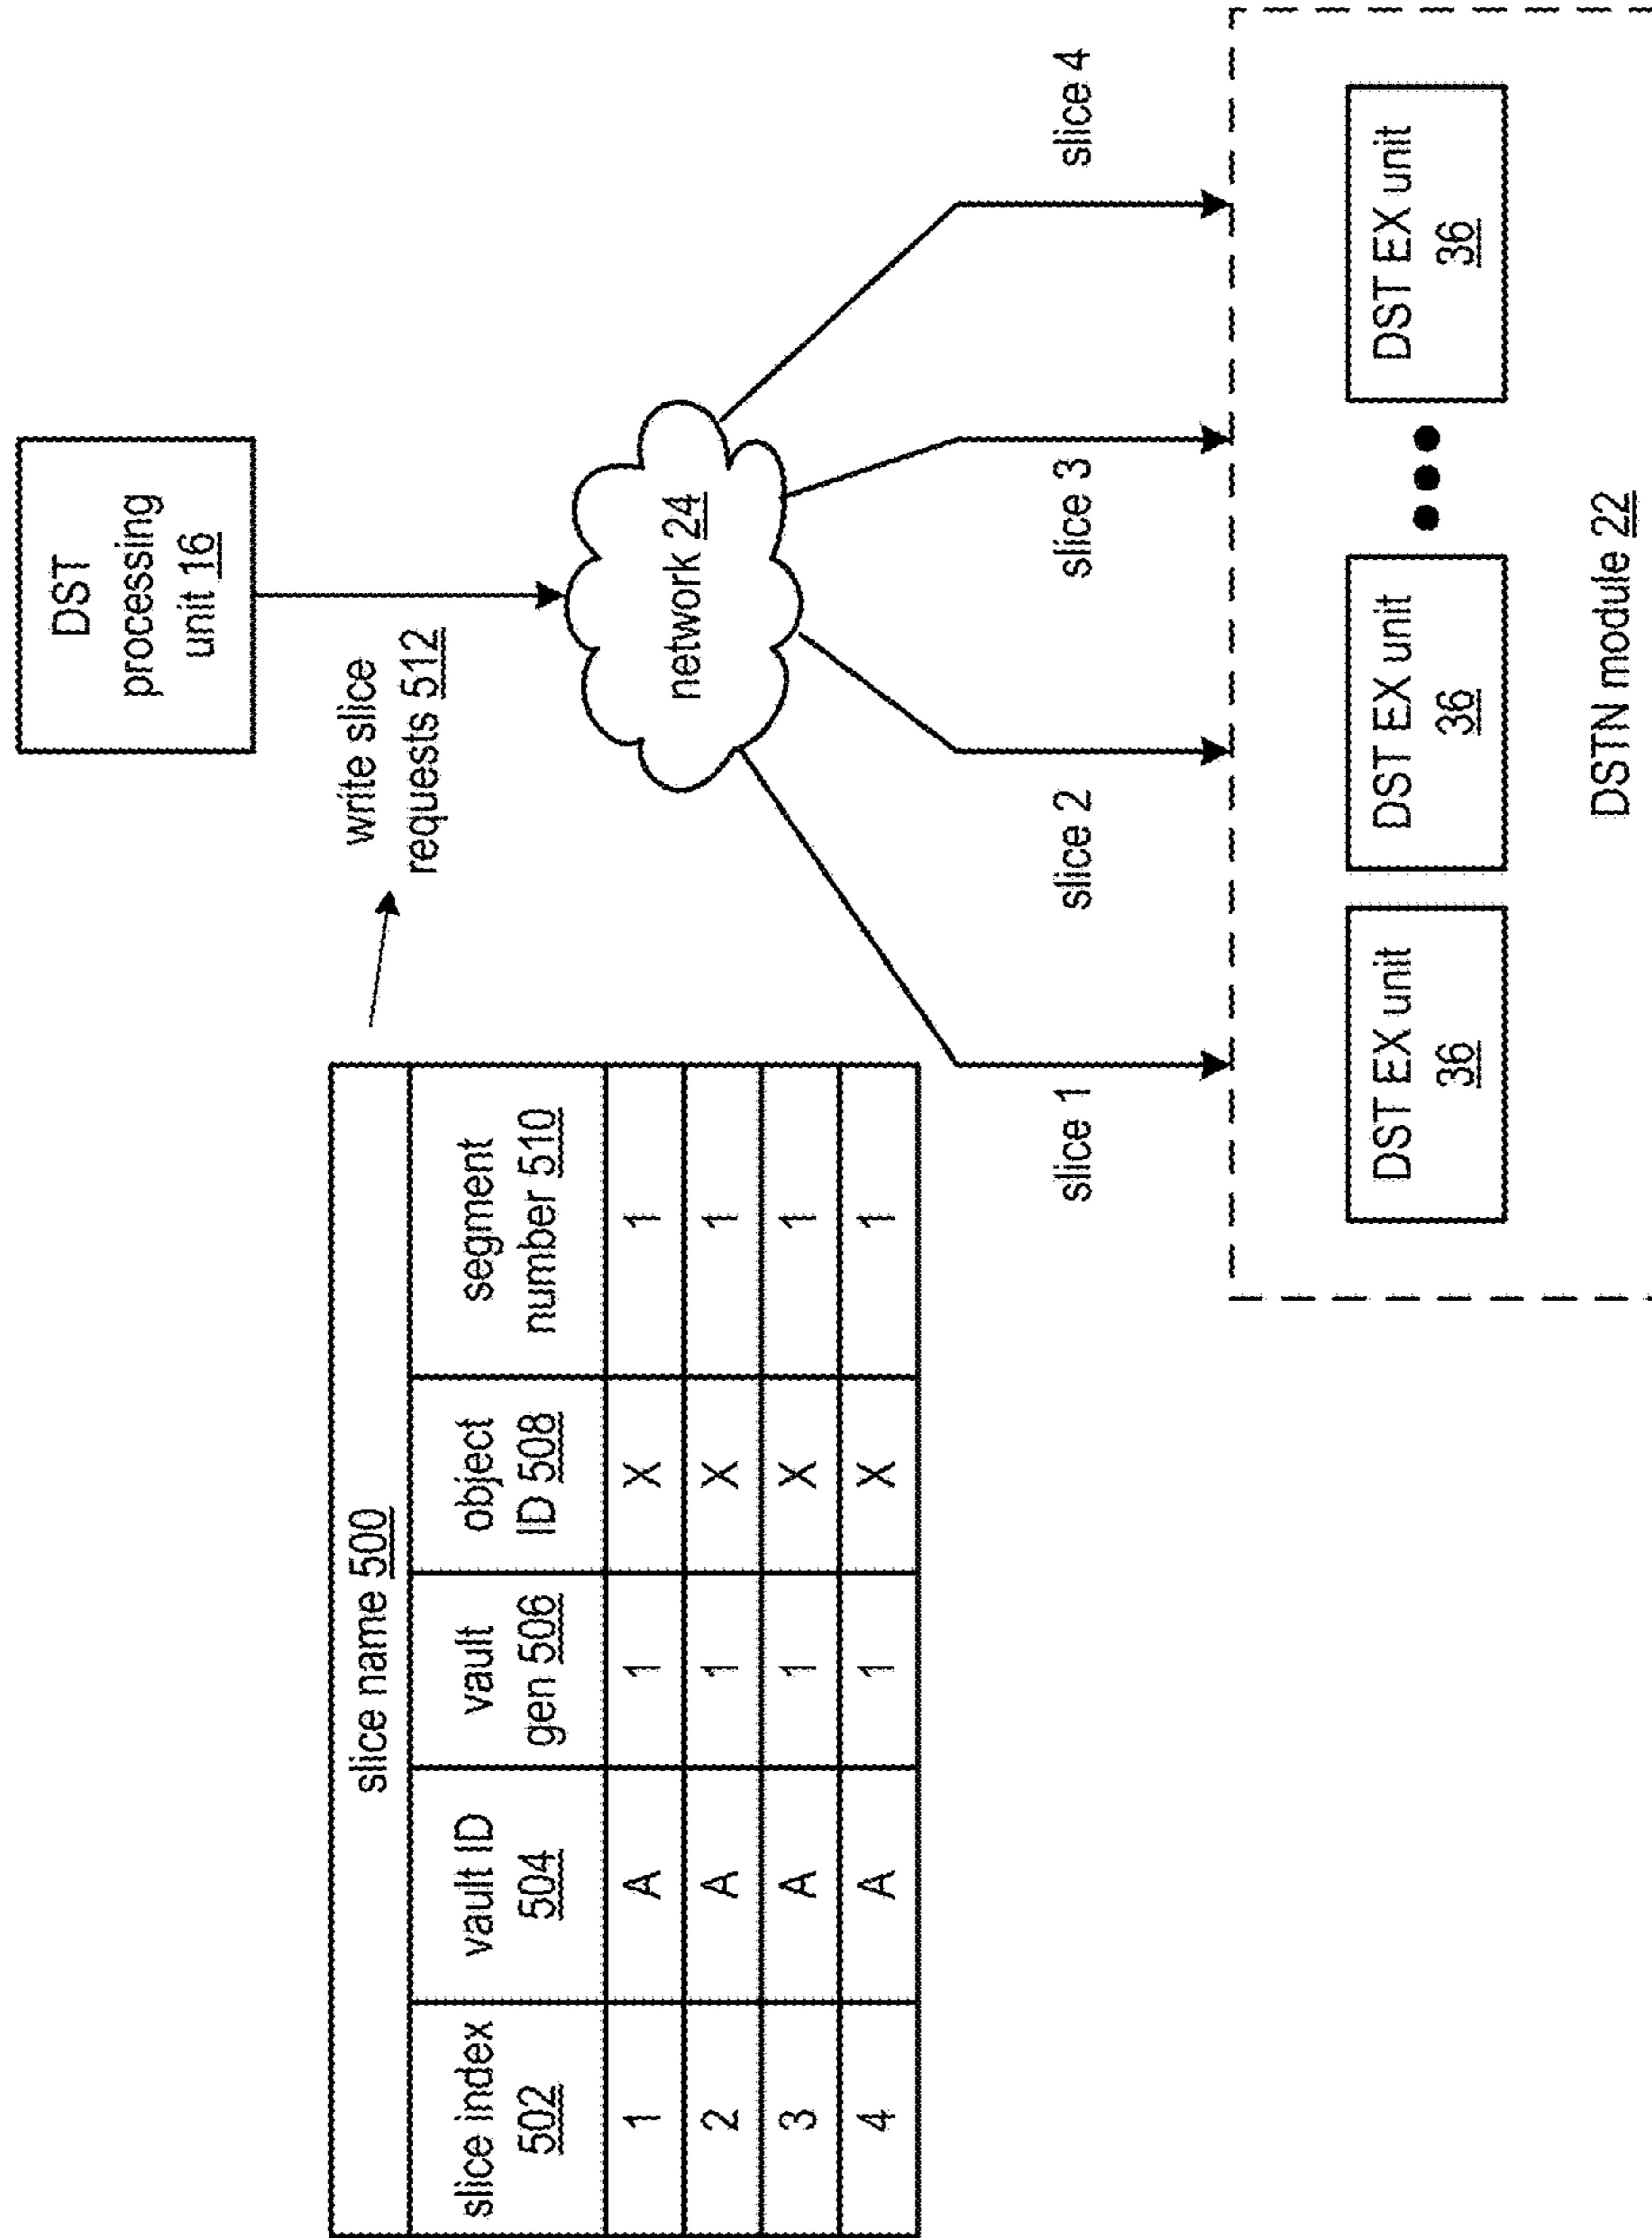 slice name 500
slice index 502
vault ID 504
vault gen 506
object ID 508
segment number 510
1 A 1 X 1
2 A 1 X 1
3 A 1 X 1
4 A 1 X 1
DST
processing
unit 16
write slice
requests 512
network 24
slice 1
slice 2
slice 3
slice 4
DST EX unit
36
DST EX unit
36
DST EX unit
36
DSTN module 22